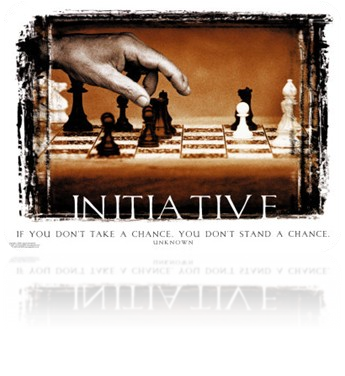 INITIATIVE
IF YOU DON'T TAKE A CHANCE, YOU DON'T STAND A CHANCE.
UNKNOWN